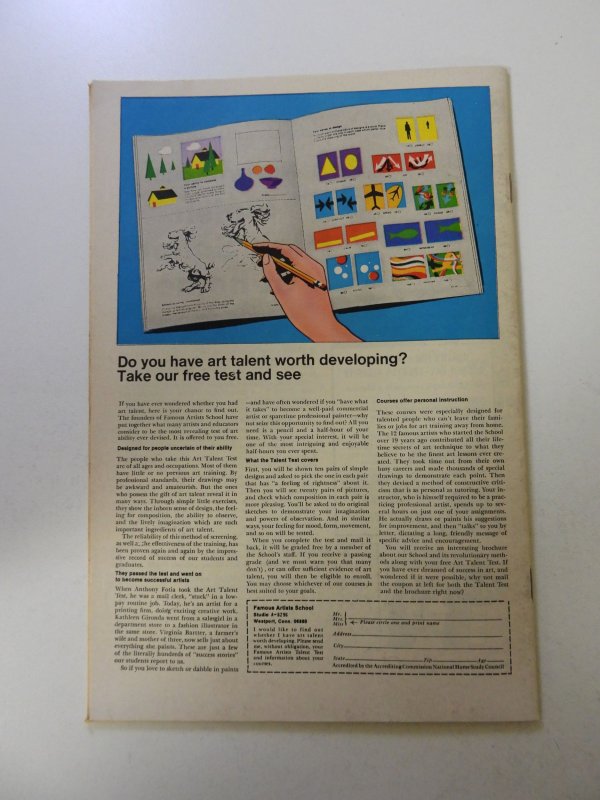 Do you have art talent worth developing?
Take our free test and see
If you have ever wondered whether you had
art talent, here is your chance to find out.
The founders of Famous Artists School have
put together what many artists and educators
consider to be the most revealing test of art
ability ever devised. It is offered to you free.
Designed for people uncertain of their ability
The people who take this Art Talent Test
are of all ages and occupations. Most of them
have little or no previous art training. By
professional standards, their drawings may
be awkward and amateurish. But the ones
who possess the gift of art talent reveal it in
many ways. Through simple little exercises,
they show the inborn sense of design, the feel-
ing for composition, the ability to observe,
and the lively imagination which are such
important ingredients of art talent.
The reliability of this method of screening,
as well as the effectiveness of the training, has
been proven again and again by the impres-
sive record of success of our students and
graduates.
They passed the test and went on
to become successful artists
When Anthony Fotia took the Art Talent
Test, he was a mail clerk, "stuck" in a low-
pay routine job. Today, he's an artist for a
printing firm, doing exciting creative work.
Kathleen Gironda went from a salesgirl in a
department store to a fashion illustrator in
the same store. Virginia Bartter, a farmer's
wife and mother of three, now sells just about
everything she paints. These are just a few
of the literally hundreds of "success stories"
our students report to us.
So if you love to sketch or dabble in paints
—and have often wondered if you "have what
it takes" to become a well-paid commercial
artist or sparetime professional painter—why
not seize this opportunity to find out? All you
need is a pencil and a half-hour of your
time. With your special interest, it will be
one of the most intriguing and enjoyable
half-hours you ever spent.
What the Talent Test covers
First, you will be shown ten pairs of simple
designs and asked to pick the one in each pair
that has "a feeling of rightness" about it.
Then you will see twenty pairs of pictures,
and check which composition in each pair is
more pleasing. You'll be asked to do original
sketches to demonstrate your imagination
and powers of observation. And in similar
ways, your feeling for mood, form, movement,
and so on will be tested.
When you complete the test and mail it
back, it will be graded free by a member of
the School's staff. If you receive a passing
grade (and we must warn you that many
don't), or can offer sufficient evidence of art
talent, you will then be eligible to enroll.
You may choose whichever of our courses is
best suited to your goals.
Courses offer personal instruction
These courses were especially designed for
talented people who can't leave their fami-
lies or jobs for art training away from home.
The 12 famous artists who started the School
over 19 years ago contributed all their life-
time secrets of art technique to what they
believe to be the finest art lessons ever cre-
ated. They took time out from their own
busy careers and made thousands of special
drawings to demonstrate each point. Then
they devised a method of constructive criti-
cism that is as personal as tutoring. Your in-
structor, who is himself required to be a prac-
ticing professional artist, spends up to sev-
eral hours on just one of your assignments.
He actually draws or paints his suggestions
for improvement, and then "talks" to you by
letter, dictating a long, friendly message of
specific advice and encouragement.
You will receive an interesting brochure
about our School and its revolutionary meth-
ods along with your free Art Talent Test. If
you have ever dreamed of success in art, and
wondered if it were possible, why not mail
the coupon at left for both the Talent Test
and the brochure right now?
Famous Artists School
Studio A-9296
Westport, Conn. 06880
I would like to find out
whether I have art talent
worth developing. Please send
me, without obligation, your
Famous Artists Talent Test
and information about your
courses.
Mr.
Mrs.
Miss
Please circle one and print name
Address
City
State Zip Age
Accredited by the Accrediting Commission National Home Study Council